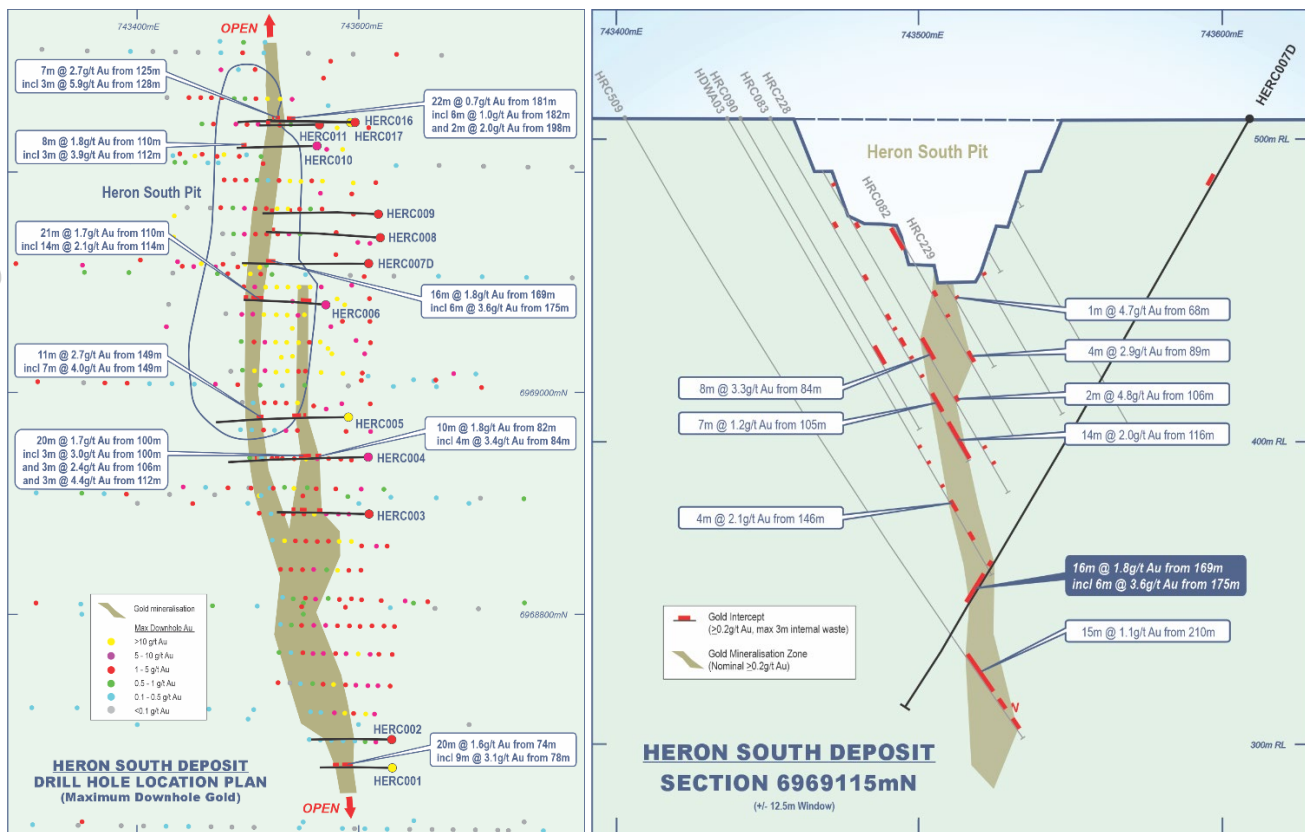 743400mE
743500mE
OPEN
7m @ 2.7g/t Au from 125m
incl 3m @ 5.9g/t Au from 128m
22m @ 0.7g/t Au from 181m
incl 6m @ 1.0g/t Au from 182m
and 2m @ 2.0g/t Au from 198m
HERC016
HERC011
HERC017
HERC010
8m @ 1.8g/t Au from 110m
incl 3m @ 3.9g/t Au from 112m
Heron South Pit
HERC009
HERC008
21m @ 1.7g/t Au from 110m
incl 14m @ 2.1g/t Au from 114m
HERC007D
16m @ 1.8g/t Au from 169m
incl 6m @ 3.6g/t Au from 175m
HERC006
11m @ 2.7g/t Au from 149m
incl 7m @ 4.0g/t Au from 149m
6969000mN
HERC005
20m @ 1.7g/t Au from 100m
incl 3m @ 3.0g/t Au from 100m
and 3m @ 2.4g/t Au from 106m
and 3m @ 4.4g/t Au from 112m
10m @ 1.8g/t Au from 82m
incl 4m @ 3.4g/t Au from 84m
HERC004
HERC003
Gold mineralisation
Max Downhole Au
>10 g/t Au
5 - 10 g/t Au
1 - 5 g/t Au
0.5 - 1 g/t Au
0.1 - 0.5 g/t Au
<0.1 g/t Au
6968800mN
HERC002
20m @ 1.6g/t Au from 74m
incl 9m @ 3.1g/t Au from 78m
HERC001
HERON SOUTH DEPOSIT
DRILL HOLE LOCATION PLAN
(Maximum Downhole Gold)
OPEN
743400mE
743500mE
743600mE
HRC509
HDWA03
HRC090
HRC083
HRC228
HERC007D
500m RL
Heron South Pit
HRC082
HRC229
1m @ 4.7g/t Au from 68m
4m @ 2.9g/t Au from 89m
8m @ 3.3g/t Au from 84m
2m @ 4.8g/t Au from 106m
7m @ 1.2g/t Au from 105m
14m @ 2.0g/t Au from 116m
400m RL
4m @ 2.1g/t Au from 146m
16m @ 1.8g/t Au from 169m
incl 6m @ 3.6g/t Au from 175m
Gold Intercept
(≥0.2g/t Au, max 3m internal waste)
Gold Mineralisation Zone
(Nominal ≥0.2g/t Au)
15m @ 1.1g/t Au from 210m
HERON SOUTH DEPOSIT
SECTION 6969115mN
(+/- 12.5m Window)
300m RL